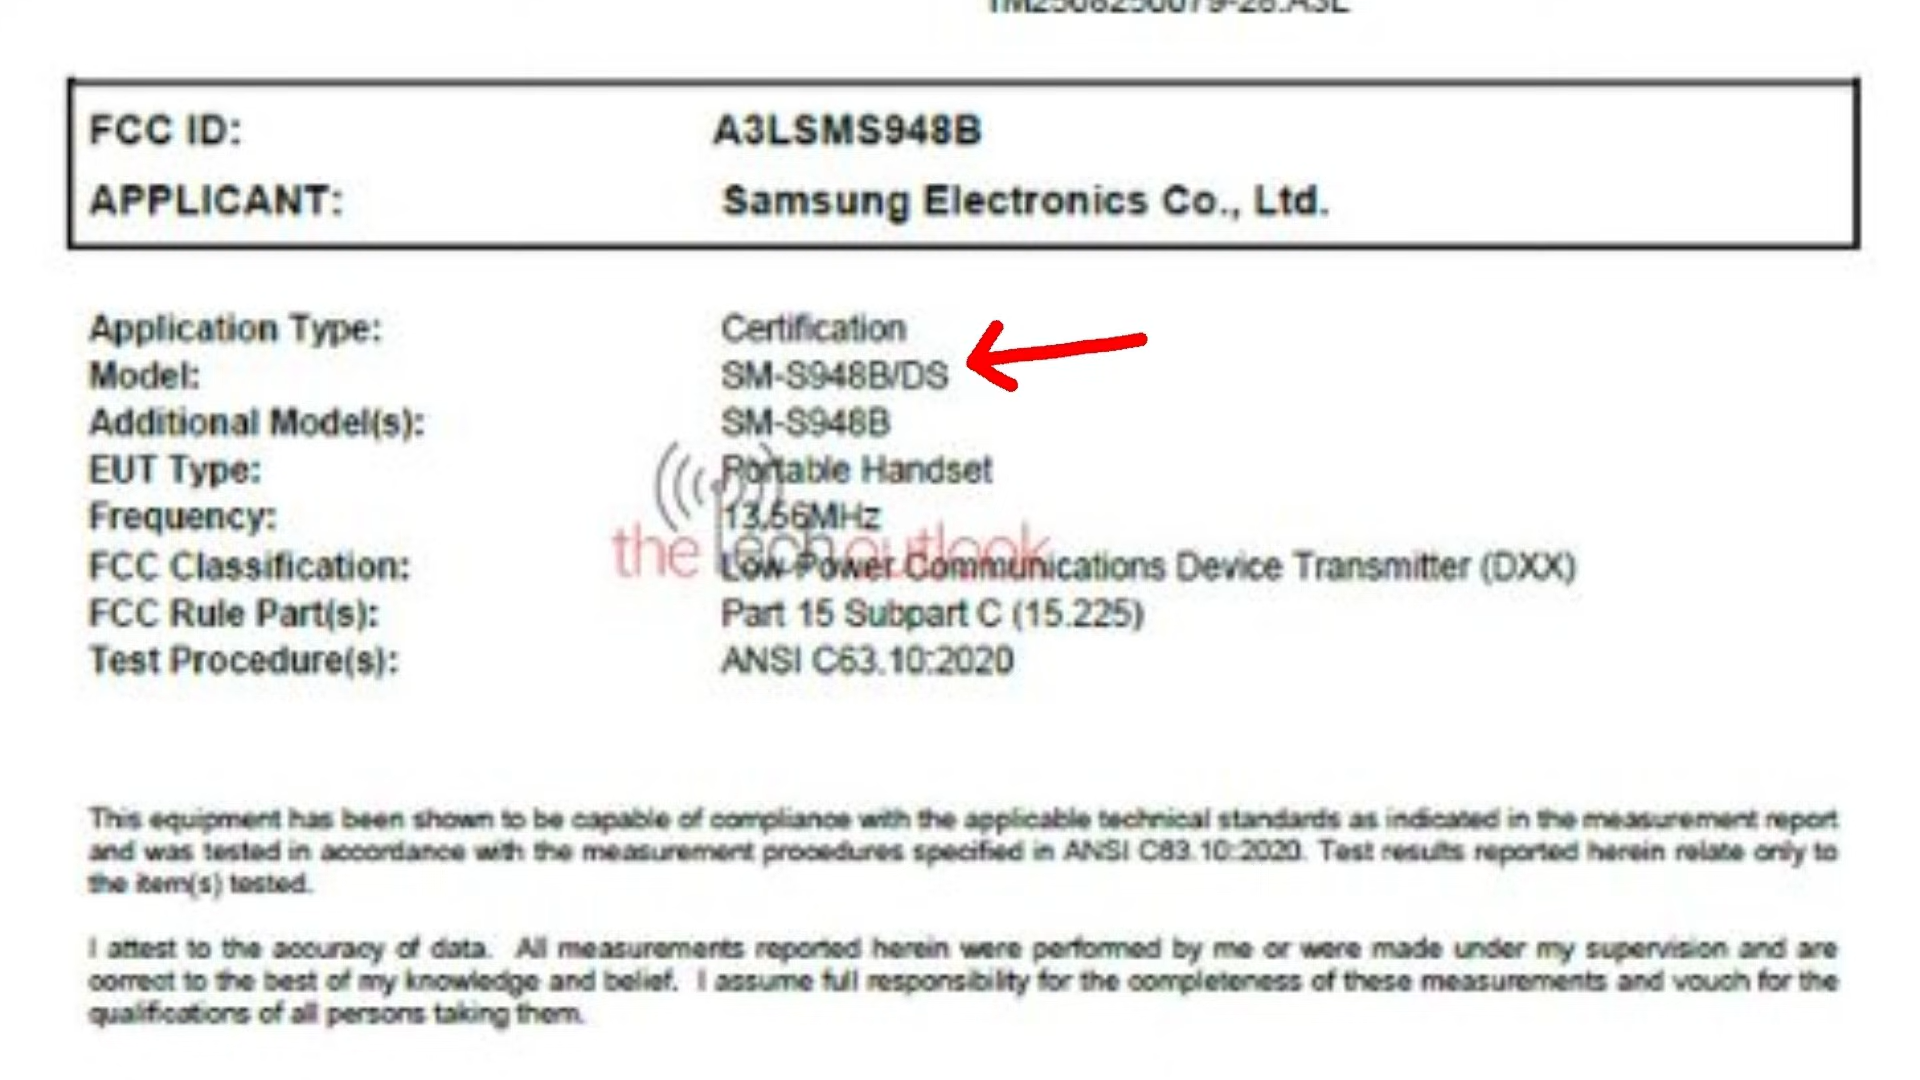 FCC ID: A3LSMS948B
APPLICANT: Samsung Electronics Co., Ltd.
Application Type: Certification
Model: SM-S948B/DS
Additional Model(s): SM-S948B
EUT Type: Portable Handset
Frequency: 13.56MHz
the tech outlook
FCC Classification: Low Power Communications Device Transmitter (DXX)
FCC Rule Part(s): Part 15 Subpart C (15.225)
Test Procedure(s): ANSI C63.10:2020
This equipment has been shown to be capable of compliance with the applicable technical standards as indicated in the measurement report
and was tested in accordance with the measurement procedures specified in ANSI C63.10:2020. Test results reported herein relate only to
the item(s) tested.
I attest to the accuracy of data. All measurements reported herein were performed by me or were made under my supervision and are
correct to the best of my knowledge and belief. I assume full responsibility for the completeness of these measurements and vouch for the
qualifications of all persons taking them.